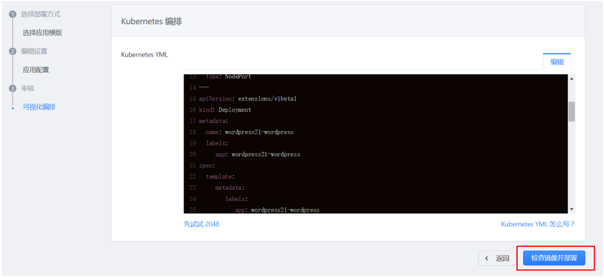 1 选择部署方式
选择应用模版
2 编辑设置
应用配置
3 审核
可视化编排
Kubernetes 编排
Kubernetes YML
编辑
13 type: NodePort
14 ---
15 apiVersion: extensions/v1beta1
16 kind: Deployment
17 metadata:
18 name: wordpress21-wordpress
19 labels:
20 app: wordpress21-wordpress
21 spec:
22 template:
23 metadata:
24 labels:
25 app: wordpress21-wordpress
先试试 2048
Kubernetes YML 怎么写？
返回
检查镜像并部署